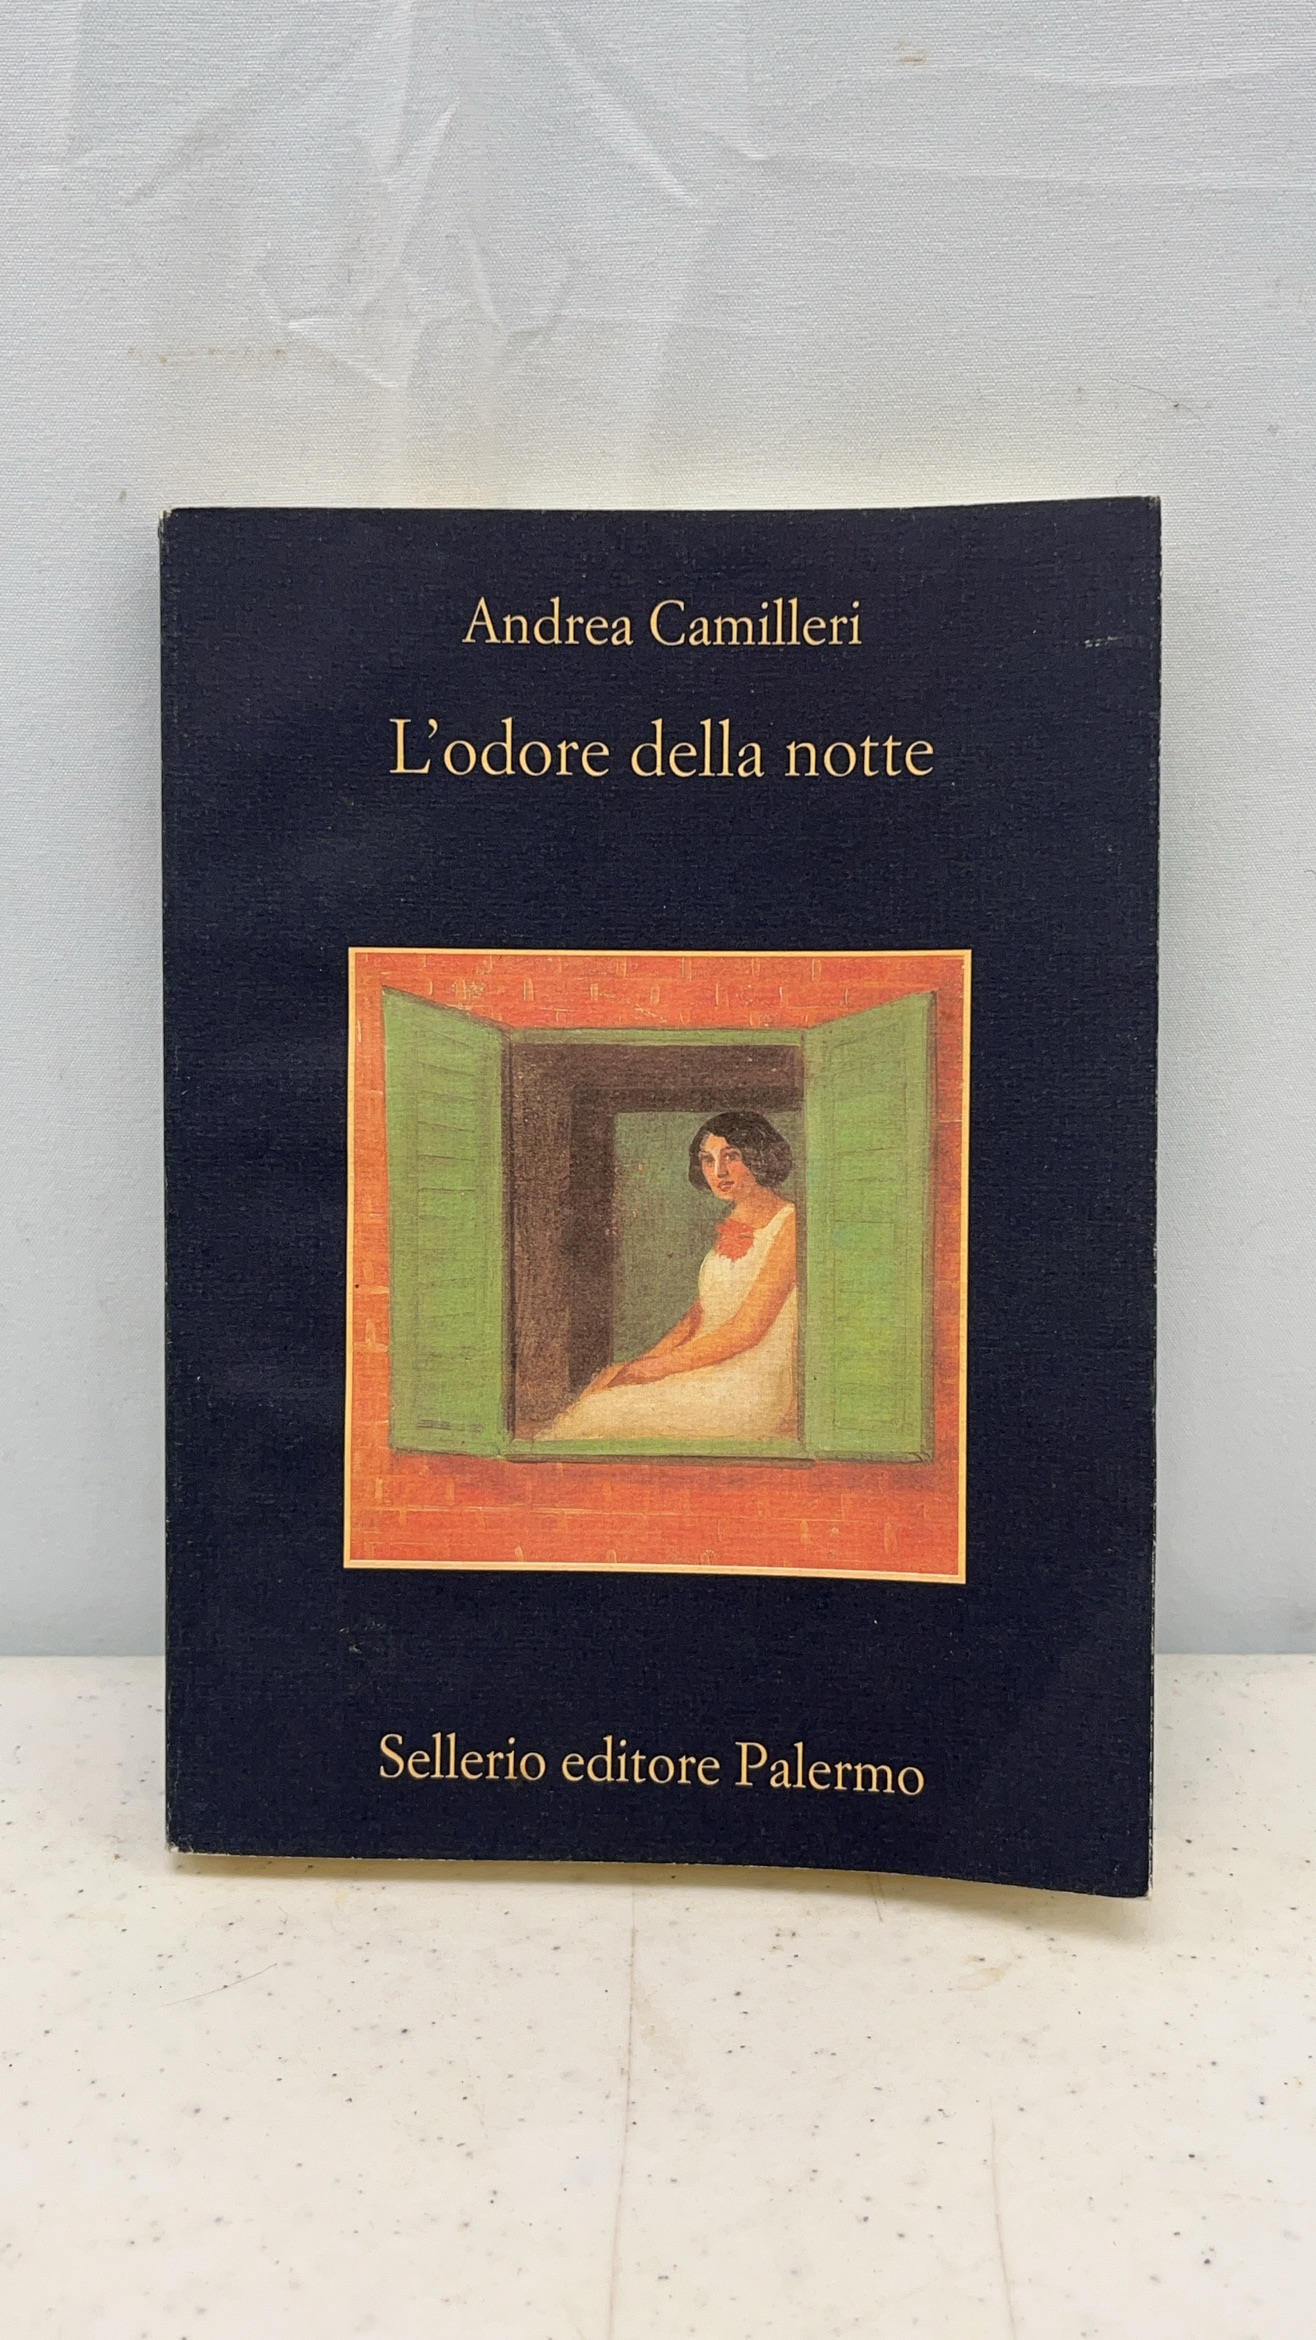 Andrea Camilleri
L’odore della notte
Sellerio editore Palermo